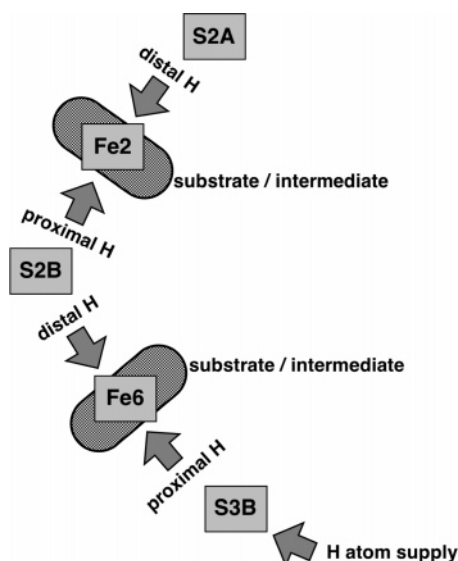 S2A
distal H
Fe2
substrate / intermediate
proximal H
S2B
distal H
substrate / intermediate
Fe6
proximal H
S3B
H atom supply